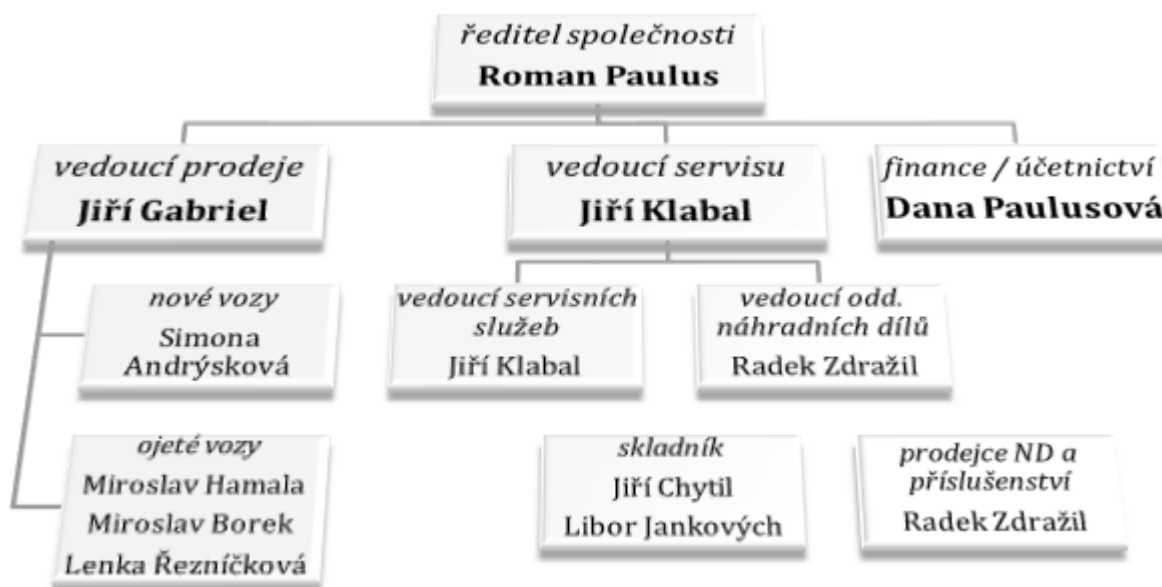 ředitel společnosti
Roman Paulus
vedoucí prodeje
Jiří Gabriel
vedoucí servisu
Jiří Klabal
finance / účetnictví
Dana Paulusová
nové vozy
Simona
Andrýsková
vedoucí servisních
služeb
Jiří Klabal
vedoucí odd.
náhradních dílů
Radek Zdražil
ojeté vozy
Miroslav Hamala
Miroslav Borek
Lenka Řezníčková
skladník
Jiří Chytil
Libor Jankových
prodejce ND a
příslušenství
Radek Zdražil